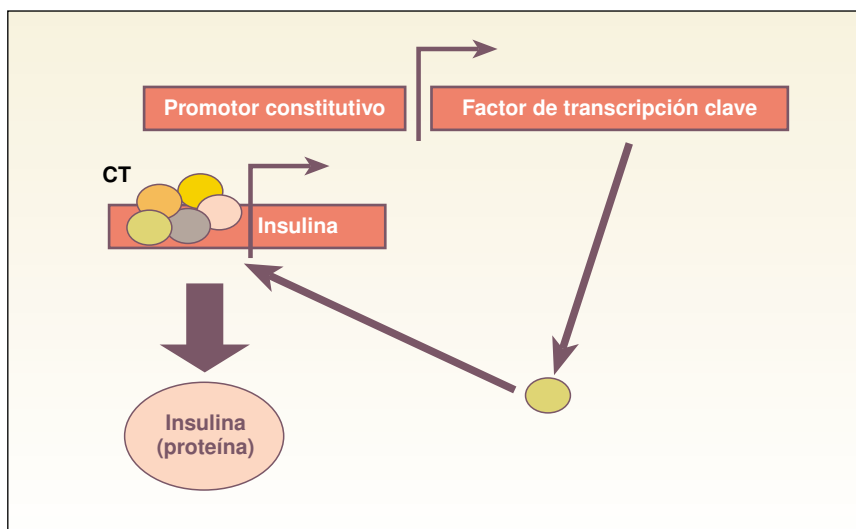 Promotor constitutivo
Factor de transcripción clave
CT
Insulina
Insulina
(proteína)